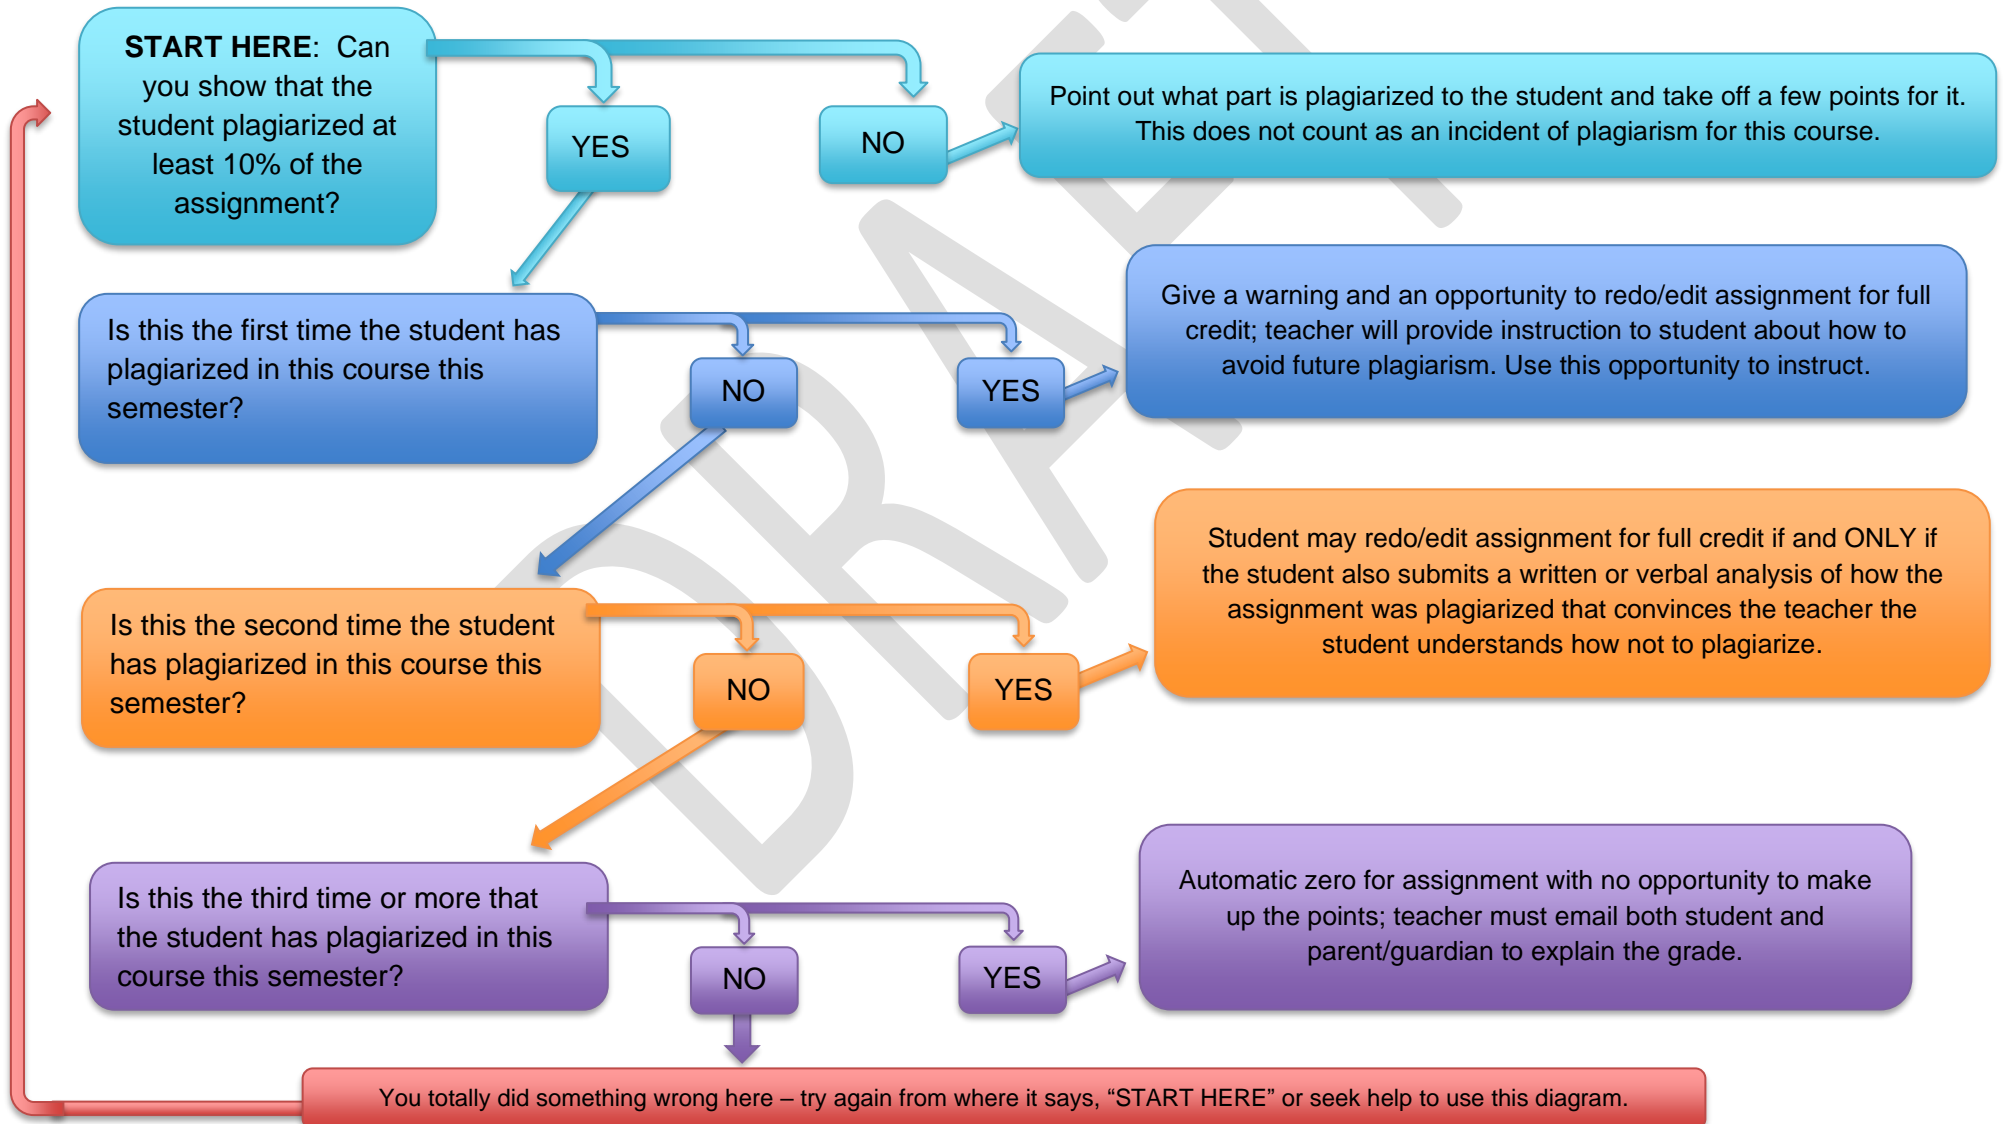 START HERE: Can
you show that the
student plagiarized at
least 10% of the
assignment?
YES
NO
Point out what part is plagiarized to the student and take off a few points for it.
This does not count as an incident of plagiarism for this course.
Is this the first time the student has
plagiarized in this course this
semester?
NO
YES
Give a warning and an opportunity to redo/edit assignment for full
credit; teacher will provide instruction to student about how to
avoid future plagiarism. Use this opportunity to instruct.
Is this the second time the student
has plagiarized in this course this
semester?
NO
YES
Student may redo/edit assignment for full credit if and ONLY if
the student also submits a written or verbal analysis of how the
assignment was plagiarized that convinces the teacher the
student understands how not to plagiarize.
Is this the third time or more that
the student has plagiarized in this
course this semester?
NO
YES
Automatic zero for assignment with no opportunity to make
up the points; teacher must email both student and
parent/guardian to explain the grade.
You totally did something wrong here – try again from where it says, “START HERE” or seek help to use this diagram.
DRAFT